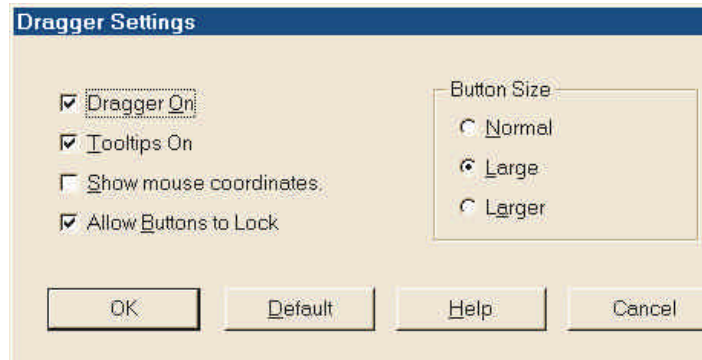 Dragger Settings
Dragger On
Tooltips On
Show mouse coordinates.
Allow Buttons to Lock
Button Size
Normal
Large
Larger
OK
Default
Help
Cancel